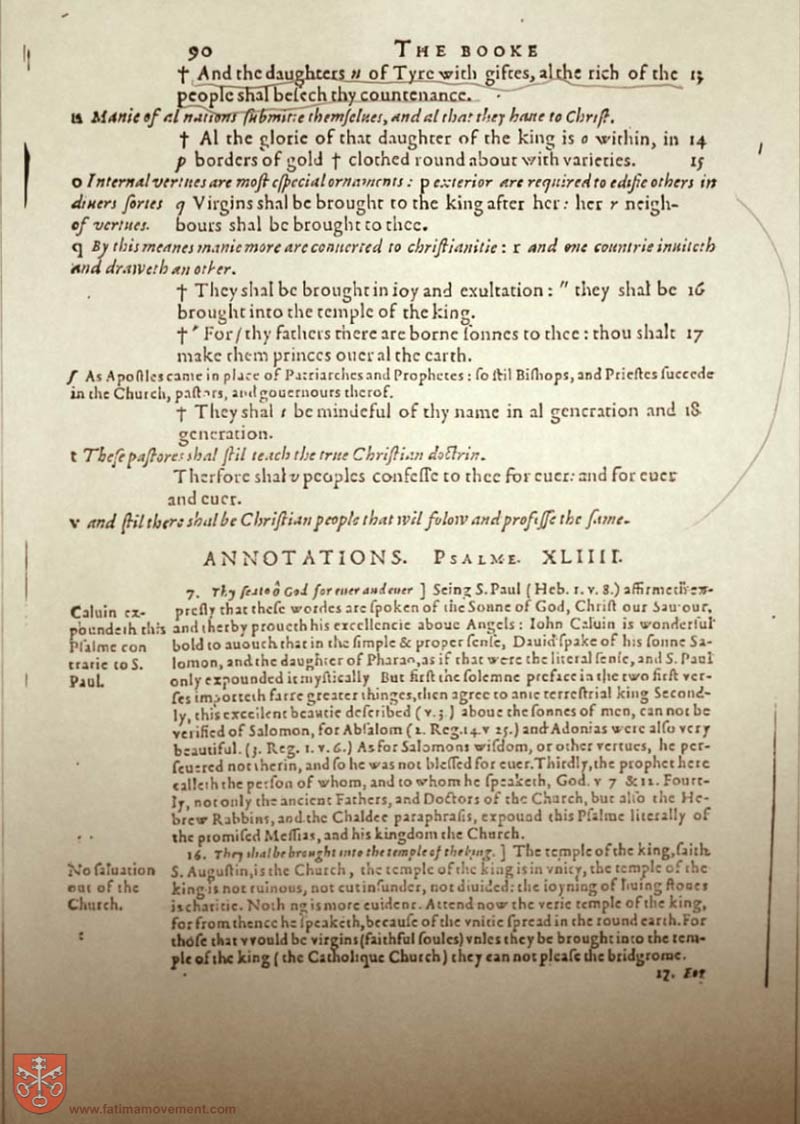 90 THE BOOKE
† And the daughters n of Tyre with giftes, al the rich of the 13
people shal beseech thy countenance.
n Manie of al nations submitte themselues, and al that they haue to Christ.
† Al the glorie of that daughter of the king is o within, in 14
p borders of gold † clothed round about with varieties. 15
o Internal vertues are most especial ornaments: p exterior are required to edifie others in
diuers sortes q Virgins shal be brought to the king after her: her r neigh-
of vertues. bours shal be brought to thee.
q By this meanes manie more are conuerted to christianitie: r and one countrie inuiteth
and draweth an other.
† They shal be brought in ioy and exultation: " they shal be 16
brought into the temple of the king.
† " For ſ thy fathers there are borne ſonnes to thee: thou shalt 17
make them princes ouer al the earth.
ſ As Apoſtles came in place of Patriarches and Prophetes: ſo ſtil Biſhops, and Prieſtes ſuccede
in the Church, paſtors, and gouernours therof.
† They shal t be mindeful of thy name in al generation and 18.
generation.
t Theſe paſtores shal ſtil teach the true Chriſtian doctrin.
Therfore shal v peoples confeſſe to thee for euer: and for euer
and euer.
v and ſtil there shal be Chriſtian people that wil folow and profiſſe the ſame.
ANNOTATIONS. PSALME. XLIIII.
7. Thy ſeate ô God for euer and euer ] Seing S. Paul (Heb. 1. v. 8.) affirmeth ex-
Caluin ex- preſly that theſe wordes are ſpoken of the Sonne of God, Chriſt our Sauiour,
poundeth this and therby proueth his excellencie aboue Angels: Iohn Caluin is wonderful
Pſalme con bold to auouch that in the ſimple & proper ſenſe, Dauid ſpake of his ſonne Sa-
trarie to S. lomon, and the daughter of Pharao, as if that were the literal ſenſe, and S. Paul
Paul. only expounded it myſtically But firſt the ſolemne preface in the two firſt ver-
ſes importeth farre greater thinges, then agree to anie terreſtrial king Second-
ly, this excellent beautie deſcribed (v. 3.) aboue the ſonnes of men, can not be
verified of Salomon, for Abſalom (2. Reg. 14. v 25.) and Adonias were alſo very
beautiful. (3. Reg. 1. v. 6.) As for Salomons wiſdom, or other vertues, he per-
ſeuered not therin, and ſo he was not bleſſed for euer. Thirdly, the prophet here
calleth the perſon of whom, and to whom he ſpeaketh, God. v 7 & 12. Fourt-
ly, not only the ancient Fathers, and Doctors of the Church, but alſo the He-
brew Rabbins, and the Chaldee paraphraſis, expound this Pſalme literally of
the promiſed Meſſias, and his kingdom the Church.
16. They shal be brought into the temple of the king. ] The temple of the king, ſaith
No ſaluation S. Auguſtin, is the Church, the temple of the king is in vnity, the temple of the
out of the king is not ruinous, not cut inſunder, not diuided: the ioyning of liuing ſtones
Church. is charitie. Nothing is more euident. Attend now the verie temple of the king,
for from thence he ſpeaketh, becauſe of the vnitie ſpread in the round earth. For
thoſe that vvould be virgins (faithful ſoules) vnles they be brought into the tem-
ple of the king (the Catholique Church) they can not pleaſe the bridgrome.
17. For
www.fatimamovement.com